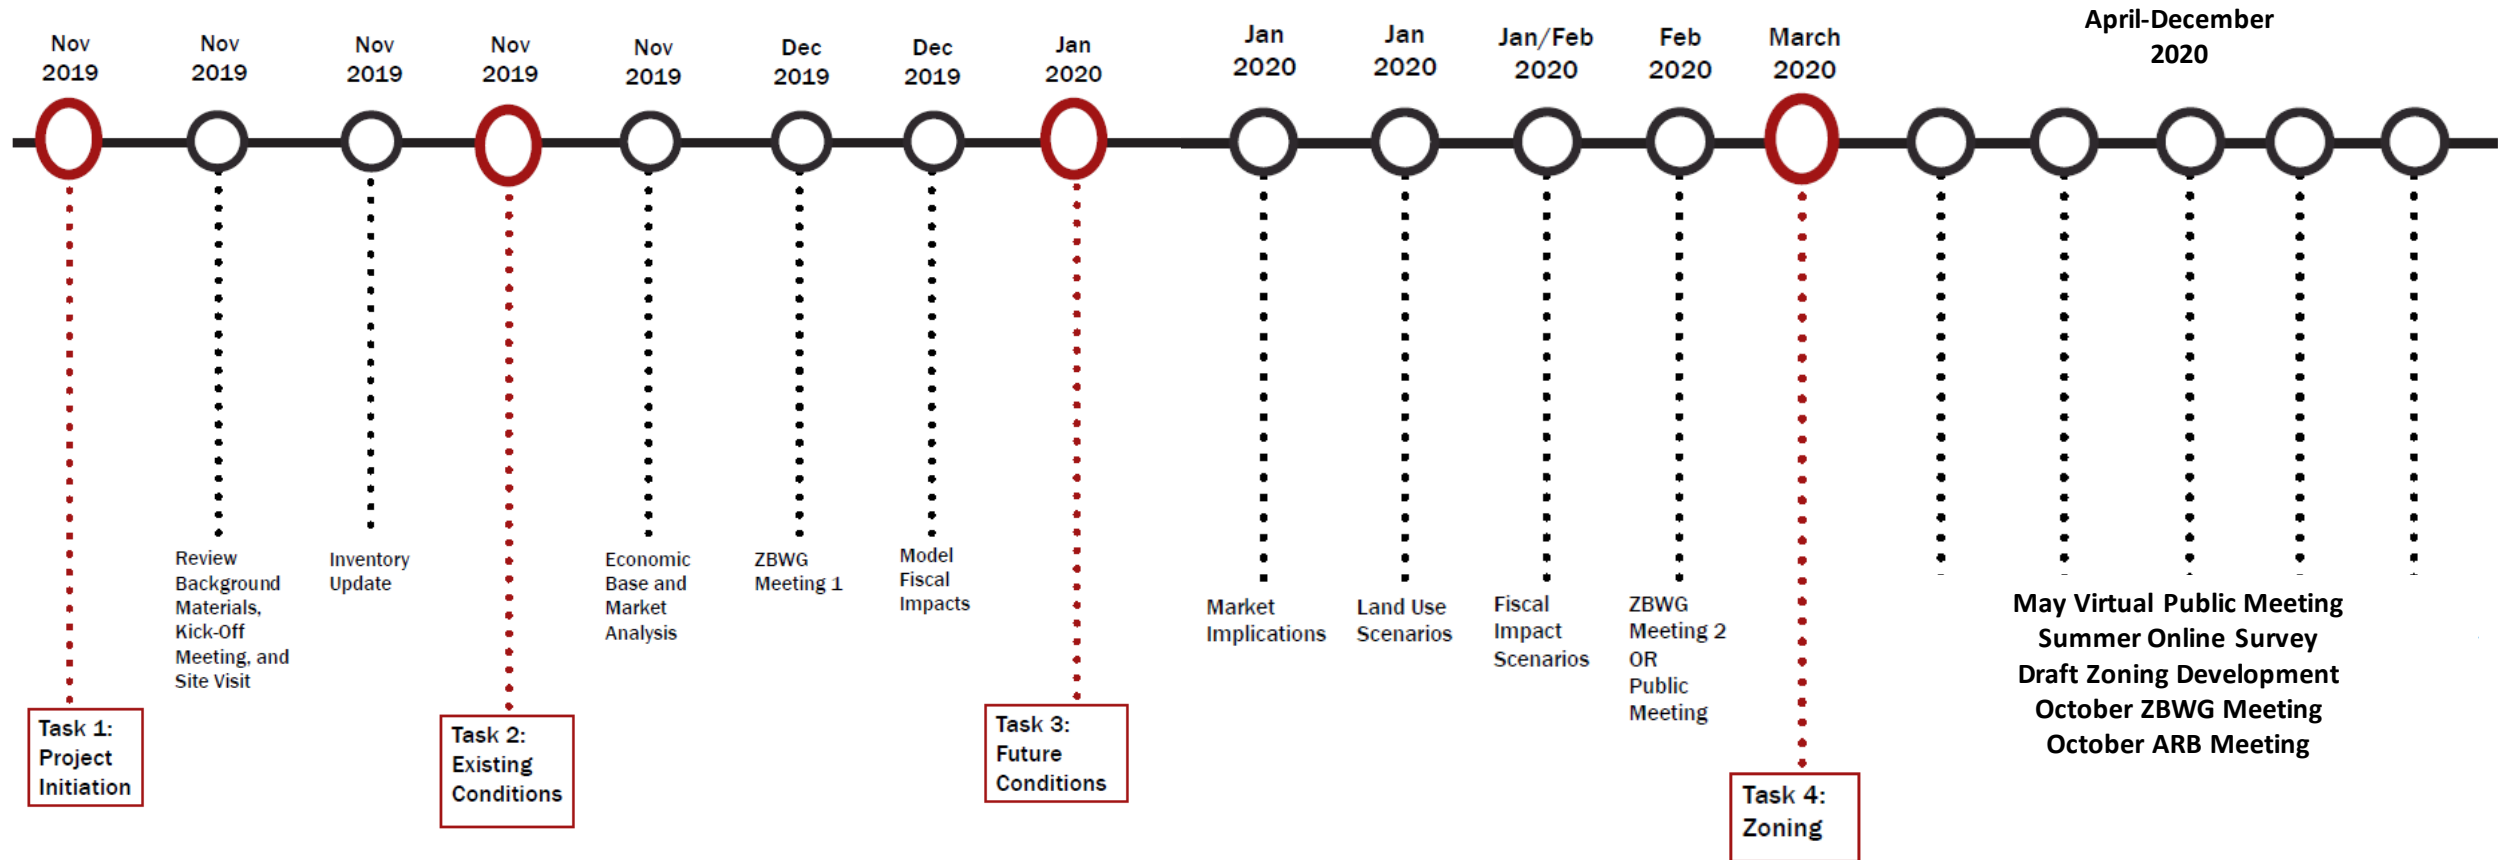 Nov
2019
Nov
2019
Nov
2019
Nov
2019
Nov
2019
Dec
2019
Dec
2019
Jan
2020
Jan
2020
Jan
2020
Jan/Feb
2020
Feb
2020
March
2020
April-December
2020
Review
Background
Materials,
Kick-Off
Meeting, and
Site Visit
Inventory
Update
Economic
Base and
Market
Analysis
ZBWG
Meeting 1
Model
Fiscal
Impacts
Market
Implications
Land Use
Scenarios
Fiscal
Impact
Scenarios
ZBWG
Meeting 2
OR
Public
Meeting
May Virtual Public Meeting
Summer Online Survey
Draft Zoning Development
October ZBWG Meeting
October ARB Meeting
Task 1:
Project
Initiation
Task 2:
Existing
Conditions
Task 3:
Future
Conditions
Task 4:
Zoning